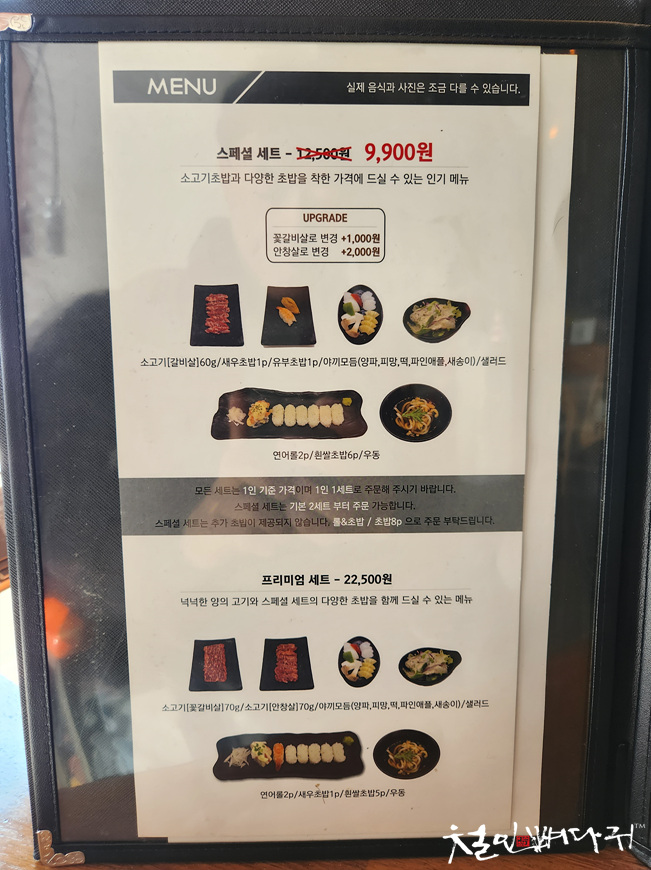 MENU
실제 음식과 사진은 조금 다를 수 있습니다.
스페셜 세트 - 12,500원 9,900원
소고기초밥과 다양한 초밥을 착한 가격에 드실 수 있는 인기 메뉴
UPGRADE
꽃갈비살로 변경 +1,000원
안창살로 변경 +2,000원
소고기[갈비살]60g/새우초밥1p/유부초밥1p/야끼모듬(양파,피망,떡,파인애플,새송이)/샐러드
연어롤2p/흰쌀초밥6p/우동
모든 세트는 1인 기준 가격이며 1인 1세트로 주문해 주시기 바랍니다.
스페셜 세트는 기본 2세트 부터 주문 가능합니다.
스페셜 세트는 추가 초밥이 제공되지 않습니다, 롤&초밥 / 초밥8p 으로 주문 부탁드립니다.
프리미엄 세트 - 22,500원
넉넉한 양의 고기와 스페셜 세트의 다양한 초밥을 함께 드실 수 있는 메뉴
소고기[꽃갈비살]70g/소고기[안창살]70g/야끼모듬(양파,피망,떡,파인애플,새송이)/샐러드
연어롤2p/새우초밥1p/흰쌀초밥5p/우동
철인뼈다귀™